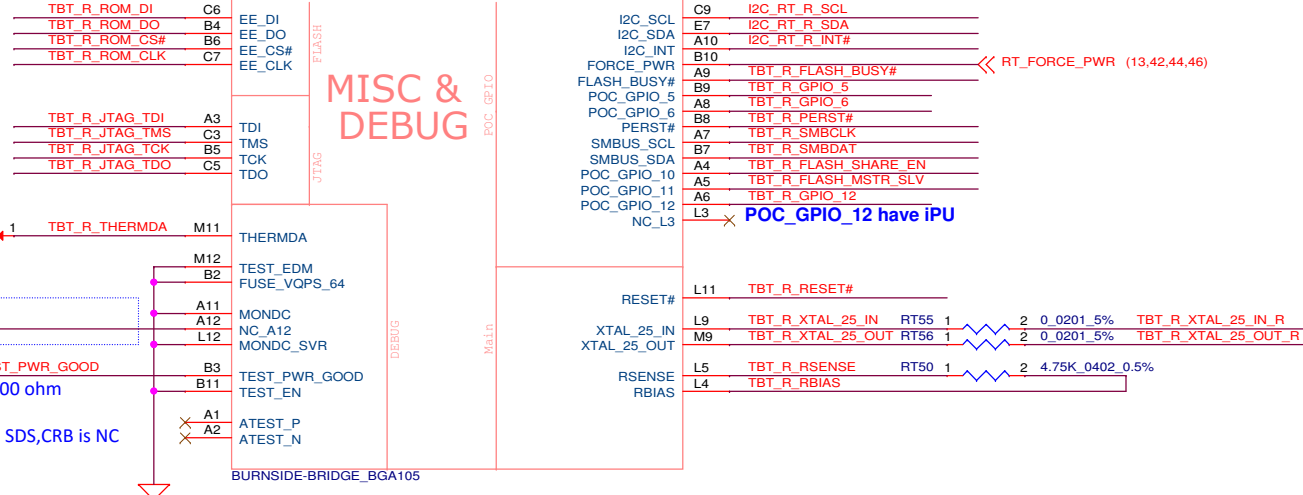 TBT_R_ROM_DI C6 EE_DI
TBT_R_ROM_DO B4 EE_DO
TBT_R_ROM_CS# B6 EE_CS#
TBT_R_ROM_CLK C7 EE_CLK
FLASH
TBT_R_JTAG_TDI A3 TDI
TBT_R_JTAG_TMS C3 TMS
TBT_R_JTAG_TCK B5 TCK
TBT_R_JTAG_TDO C5 TDO
JTAG
MISC &
DEBUG
POC GPIO
I2C_SCL C9 I2C_RT_R_SCL
I2C_SDA E7 I2C_RT_R_SDA
I2C_INT A10 I2C_RT_R_INT#
FORCE_PWR B10 RT_FORCE_PWR (13,42,44,46)
FLASH_BUSY# A9 TBT_R_FLASH_BUSY#
POC_GPIO_5 B9 TBT_R_GPIO_5
POC_GPIO_6 A8 TBT_R_GPIO_6
PERST# B8 TBT_R_PERST#
SMBUS_SCL A7 TBT_R_SMBCLK
SMBUS_SDA B7 TBT_R_SMBDAT
POC_GPIO_10 A4 TBT_R_FLASH_SHARE_EN
POC_GPIO_11 A5 TBT_R_FLASH_MSTR_SLV
POC_GPIO_12 A6 TBT_R_GPIO_12
NC_L3 L3 POC_GPIO_12 have iPU
1 TBT_R_THERMDA M11 THERMDA
M12 TEST_EDM
B2 FUSE_VQPS_64
A11 MONDC
A12 NC_A12
L12 MONDC_SVR
ST_PWR_GOOD B3 TEST_PWR_GOOD
00 ohm B11 TEST_EN
A1 ATEST_P
SDS,CRB is NC A2 ATEST_N
DEBUG
Main
RESET# L11 TBT_R_RESET#
XTAL_25_IN L9 TBT_R_XTAL_25_IN RT55 1 2 0_0201_5% TBT_R_XTAL_25_IN_R
XTAL_25_OUT M9 TBT_R_XTAL_25_OUT RT56 1 2 0_0201_5% TBT_R_XTAL_25_OUT_R
RSENSE L5 TBT_R_RSENSE RT50 1 2 4.75K_0402_0.5%
RBIAS L4 TBT_R_RBIAS
BURNSIDE-BRIDGE_BGA105